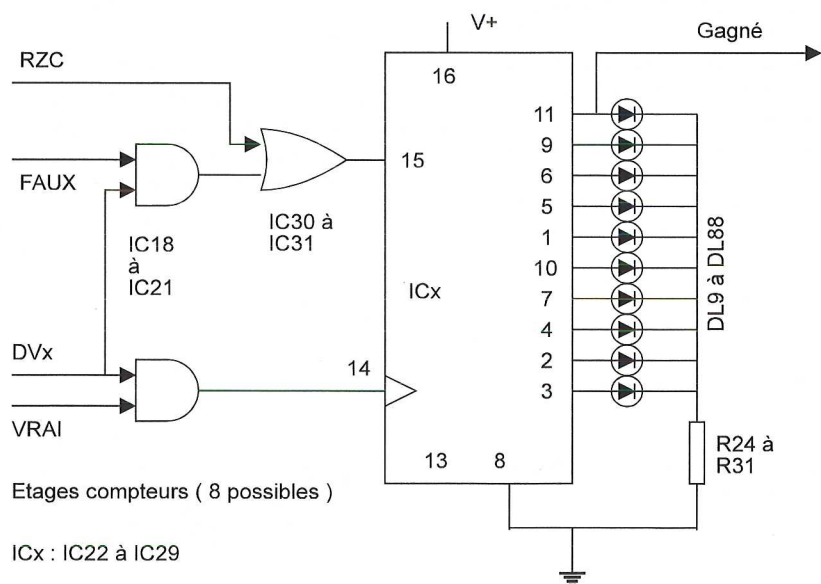 V+
Gagné
RZC
16
11
9
15
6
FAUX
5
IC30 à
IC31
IC18
à
IC21
1
10
ICx
7
DL9 à DL88
4
DVx
14
2
3
VRAI
R24 à
R31
13 8
Etages compteurs ( 8 possibles )
ICx : IC22 à IC29